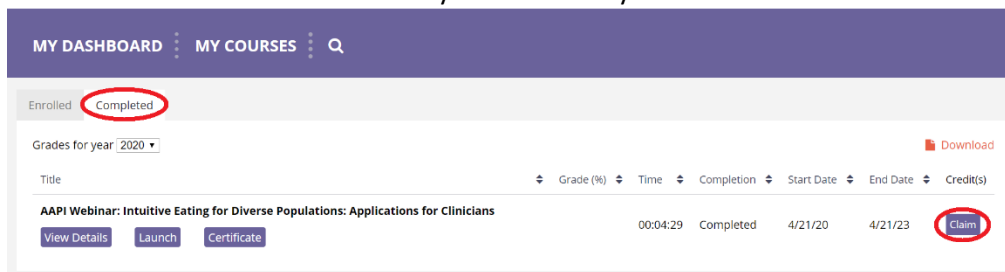 MY DASHBOARD MY COURSES
Enrolled Completed
Grades for year 2020 Download
Title Grade (%) Time Completion Start Date End Date Credit(s)
AAPI Webinar: Intuitive Eating for Diverse Populations: Applications for Clinicians
00:04:29 Completed 4/21/20 4/21/23 Claim
View Details Launch Certificate